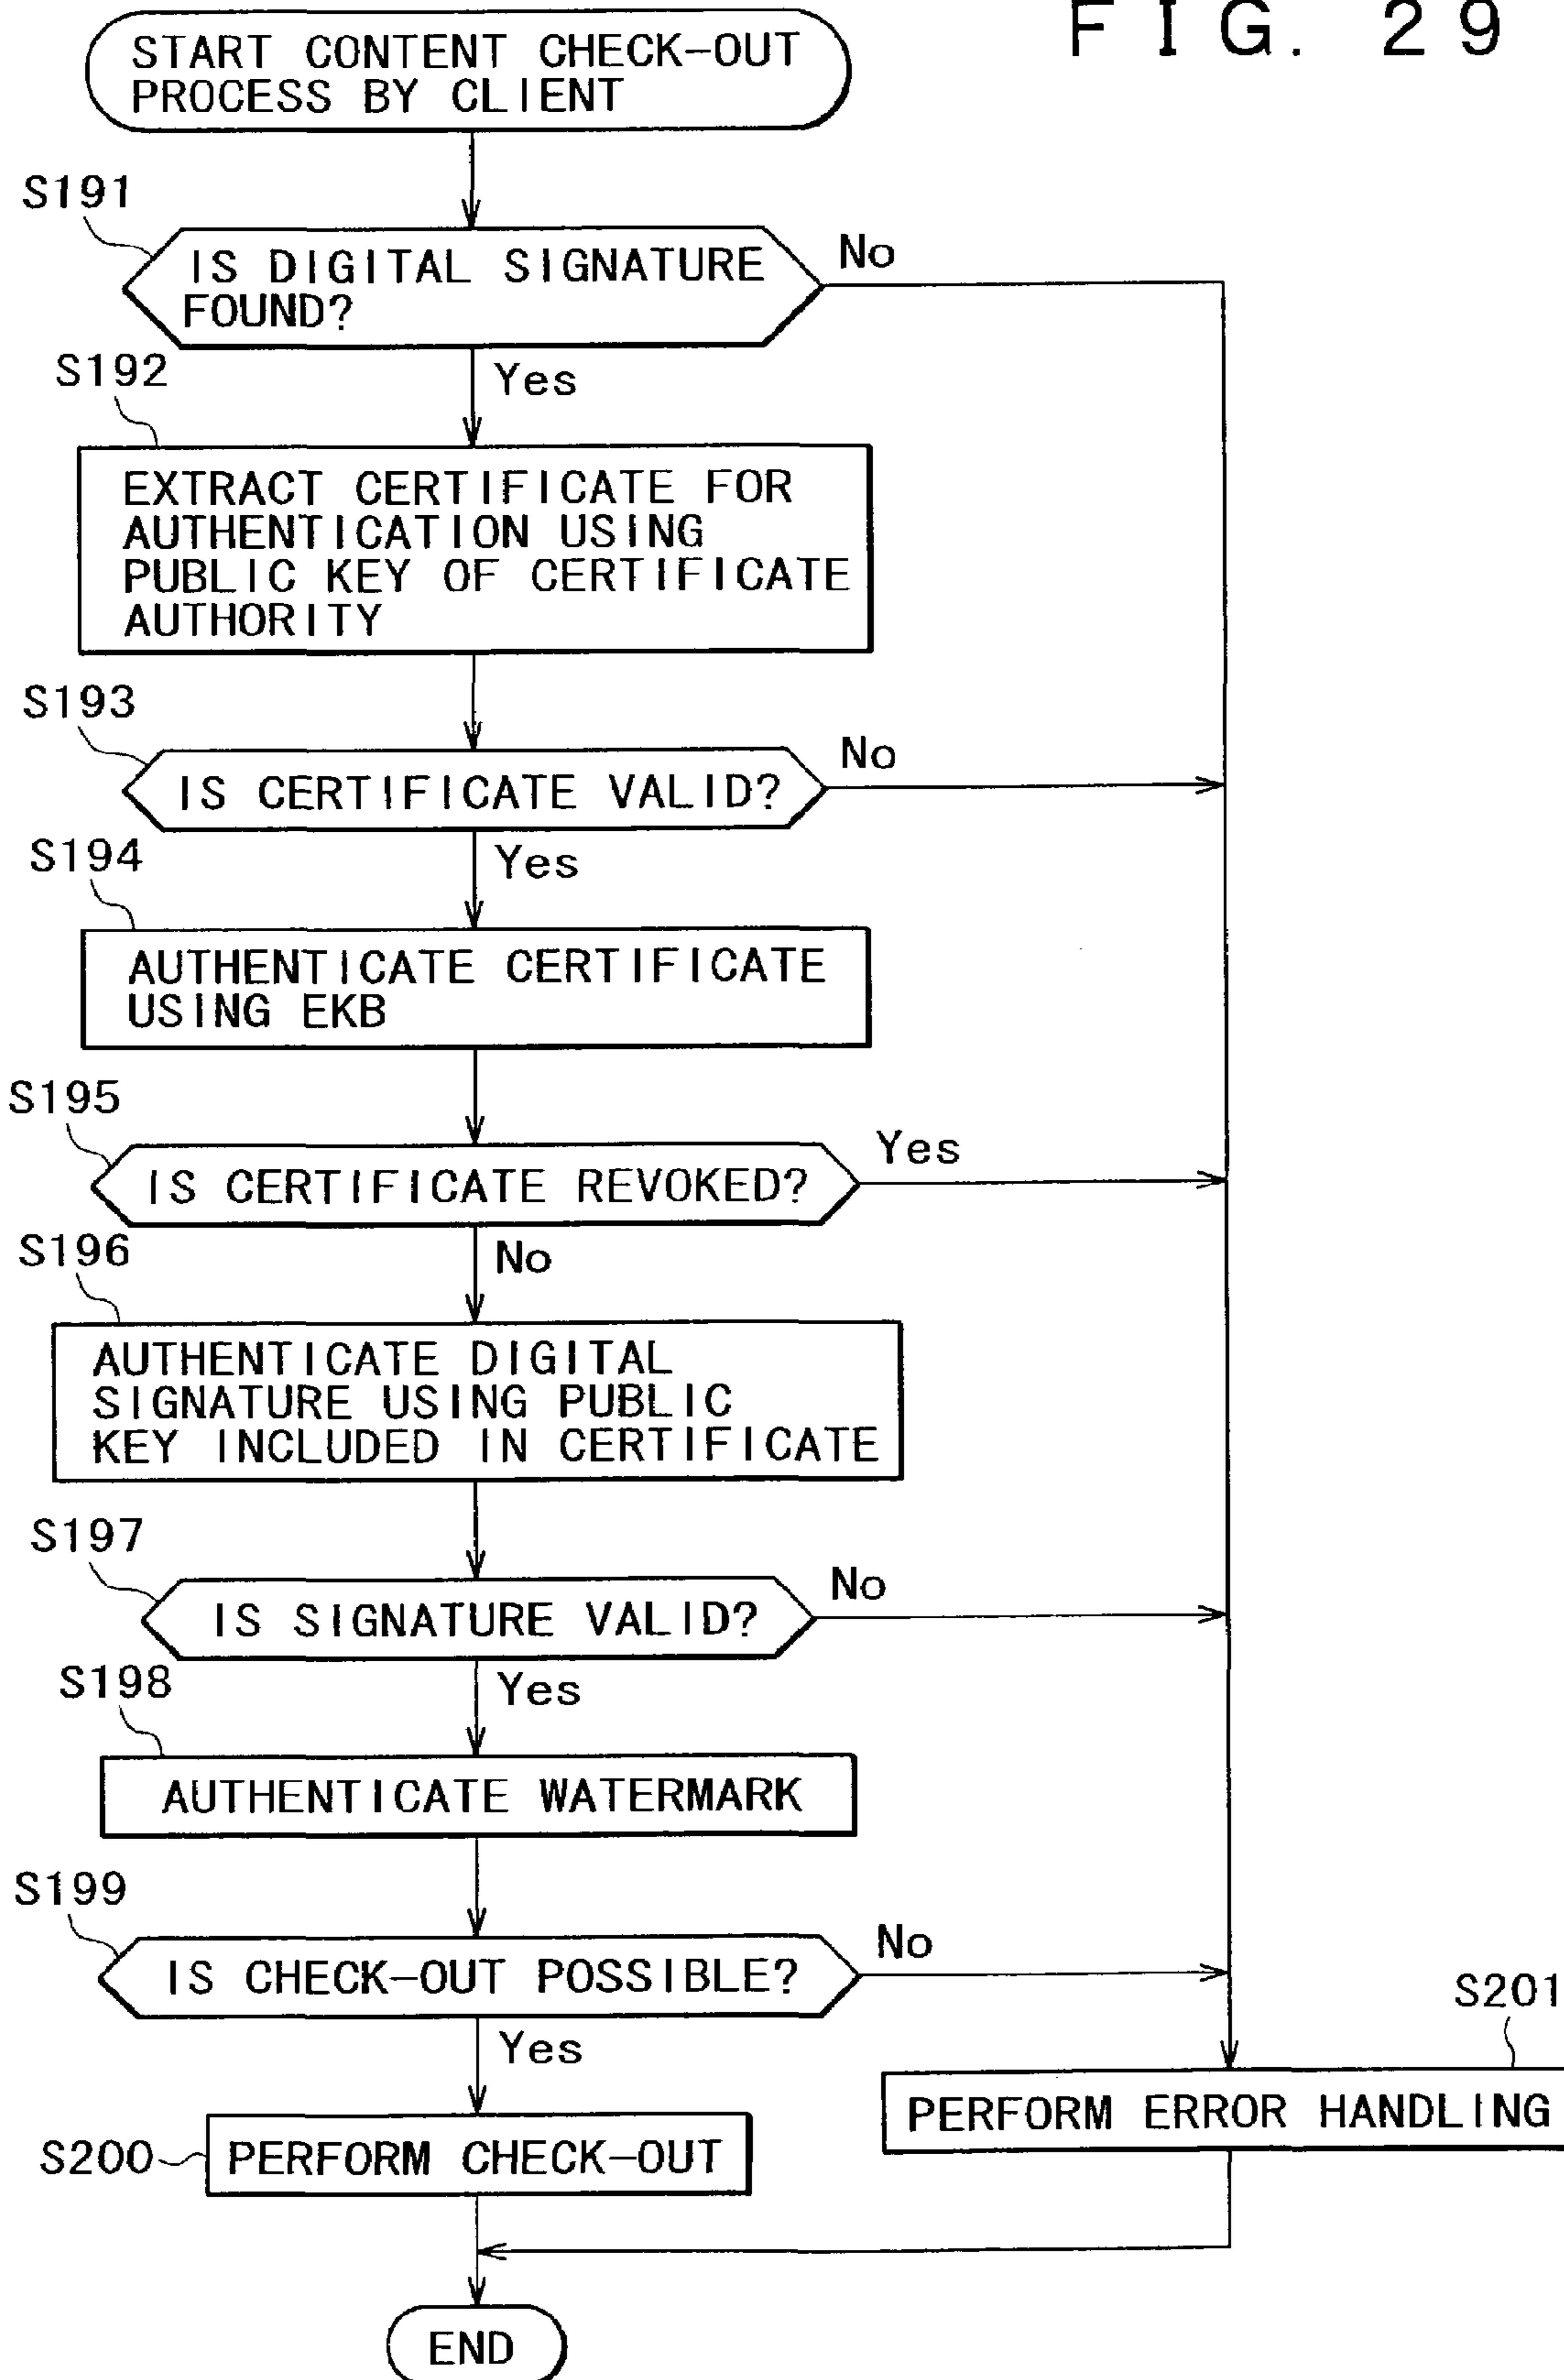 FIG. 29
START CONTENT CHECK-OUT
PROCESS BY CLIENT
S191
IS DIGITAL SIGNATURE
FOUND?
No
Yes
S192
EXTRACT CERTIFICATE FOR
AUTHENTICATION USING
PUBLIC KEY OF CERTIFICATE
AUTHORITY
S193
IS CERTIFICATE VALID?
No
Yes
S194
AUTHENTICATE CERTIFICATE
USING EKB
S195
IS CERTIFICATE REVOKED?
Yes
No
S196
AUTHENTICATE DIGITAL
SIGNATURE USING PUBLIC
KEY INCLUDED IN CERTIFICATE
S197
IS SIGNATURE VALID?
No
Yes
S198
AUTHENTICATE WATERMARK
S199
IS CHECK-OUT POSSIBLE?
No
Yes
S201
PERFORM ERROR HANDLING
S200
PERFORM CHECK-OUT
END